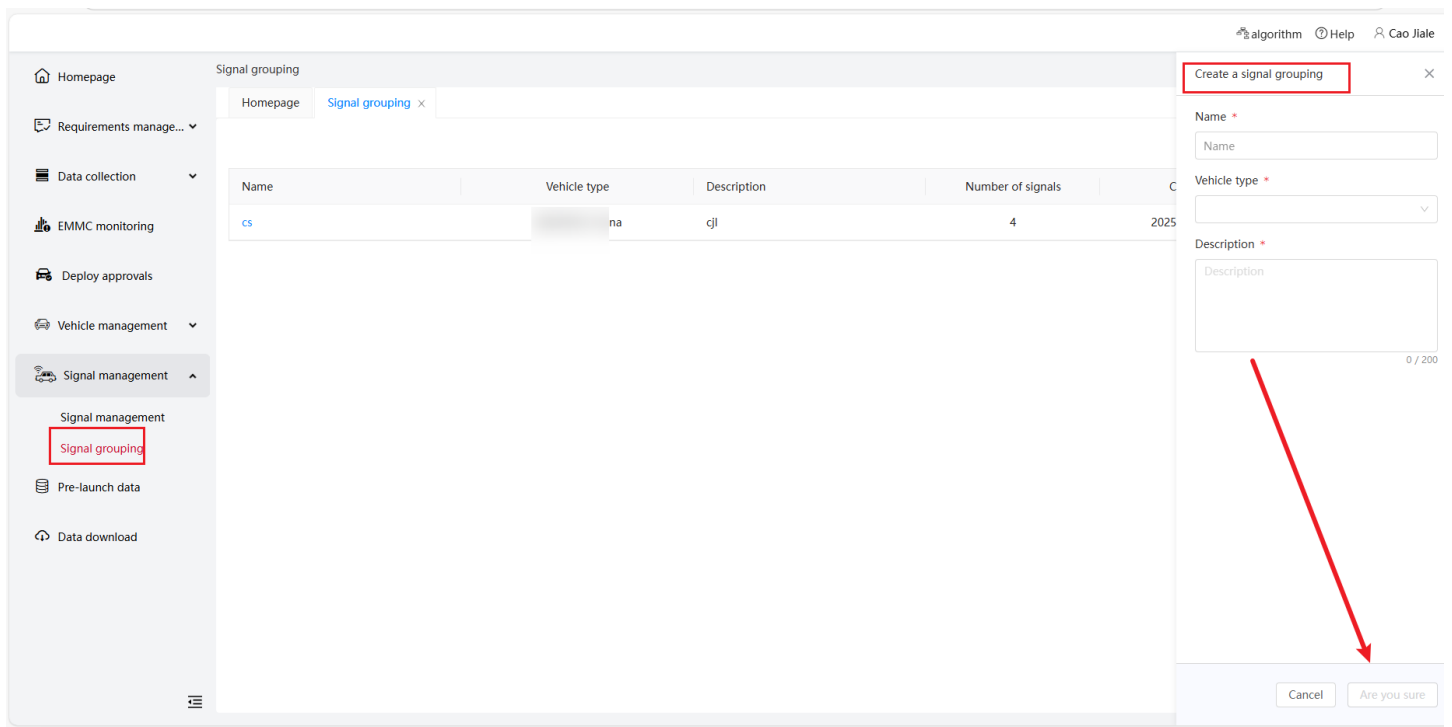 algorithm Help Cao Jiale
Homepage
Requirements manage...
Data collection
EMMC monitoring
Deploy approvals
Vehicle management
Signal management
Signal management
Signal grouping
Pre-launch data
Data download
Signal grouping
Homepage Signal grouping
Name Vehicle type Description Number of signals C
cs na cjl 4 2025
Create a signal grouping
Name *
Name
Vehicle type *
Description *
Description
0 / 200
Cancel Are you sure